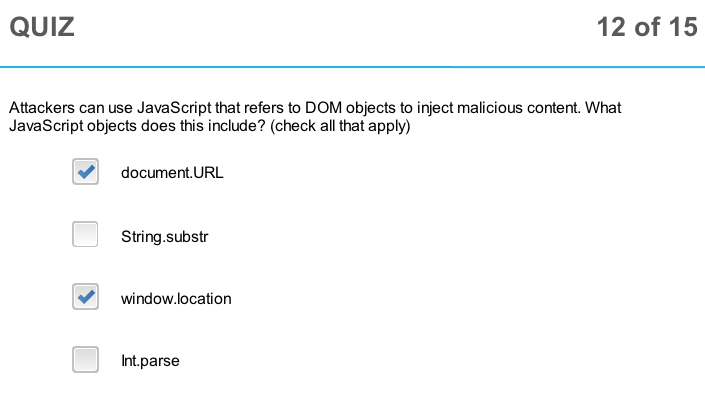 QUIZ
12 of 15
Attackers can use JavaScript that refers to DOM objects to inject malicious content. What
JavaScript objects does this include? (check all that apply)
document.URL
String.substr
window.location
Int.parse